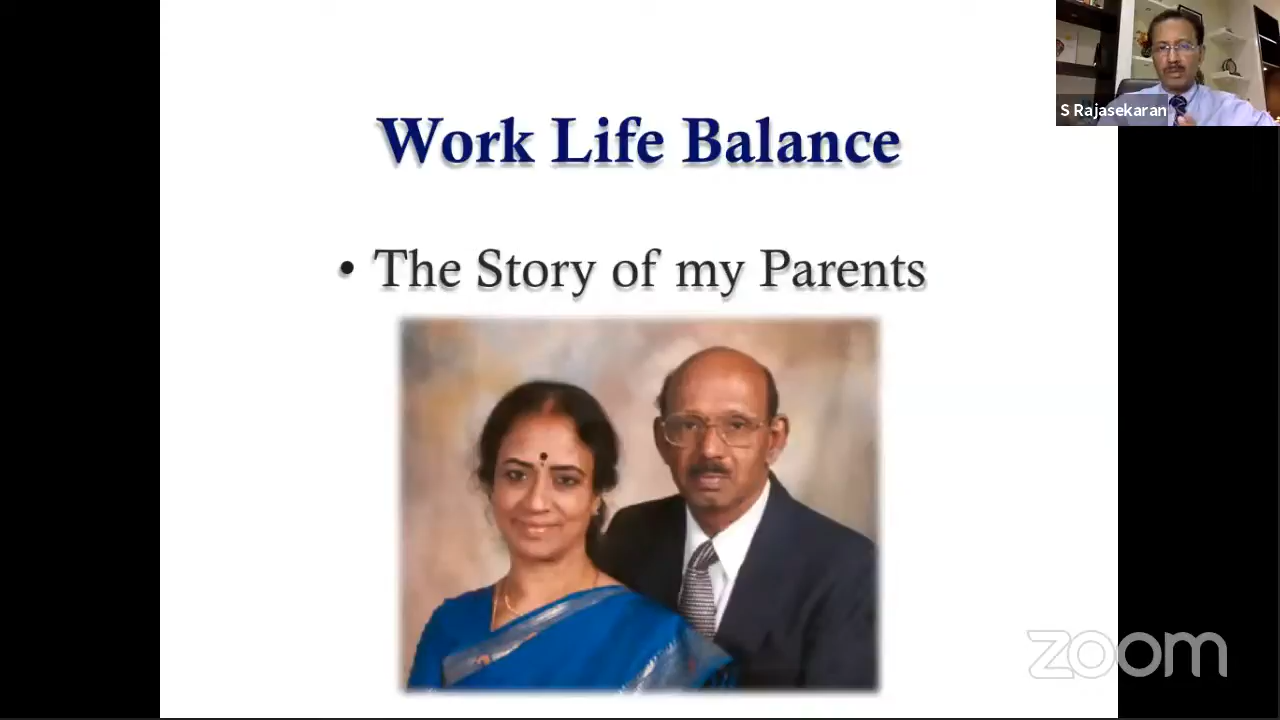 Work Life Balance
• The Story of my Parents
S Rajasekaran
zoom